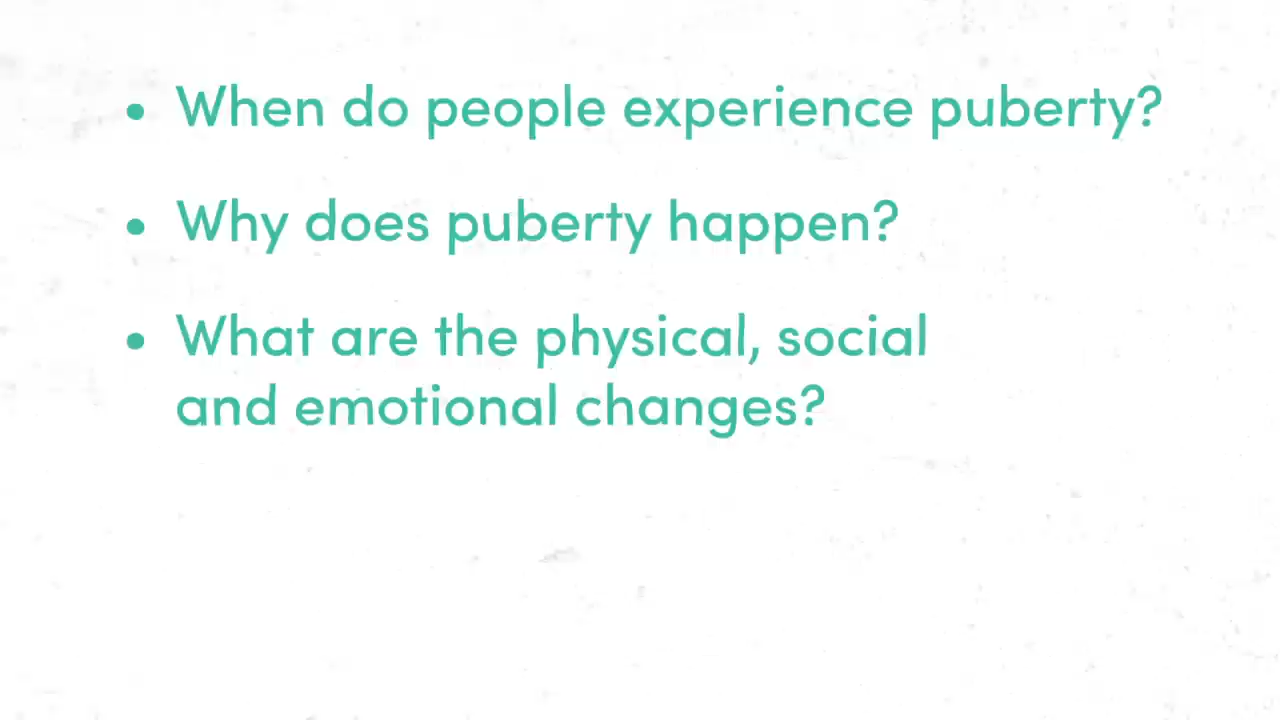 • When do people experience puberty?
• Why does puberty happen?
• What are the physical, social
and emotional changes?